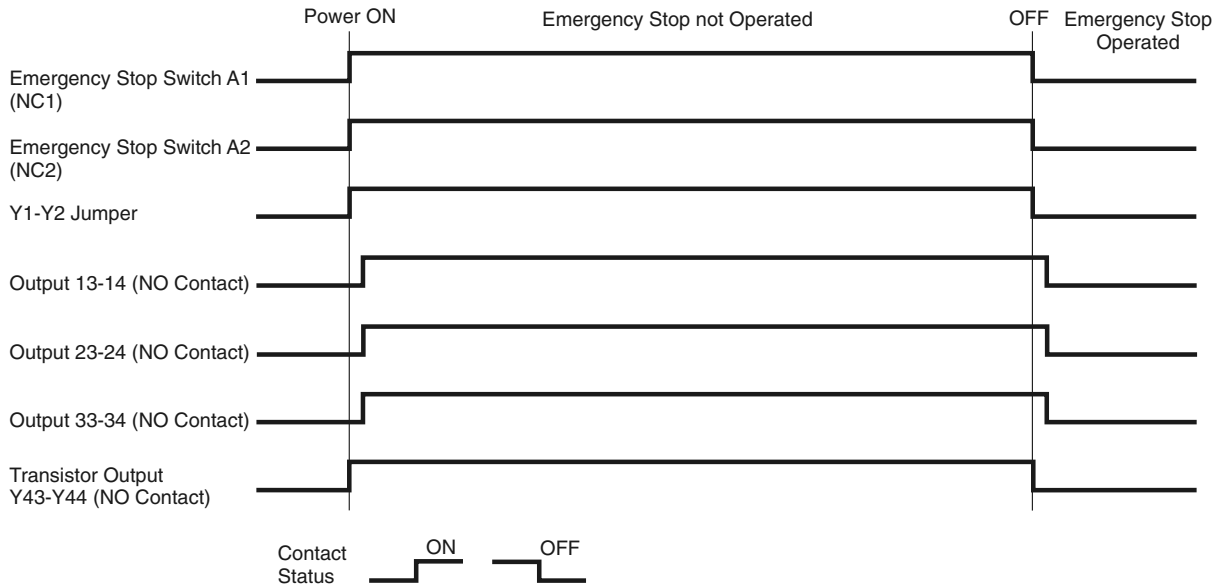 Power ON
Emergency Stop not Operated
OFF
Emergency Stop
Operated
Emergency Stop Switch A1
(NC1)
Emergency Stop Switch A2
(NC2)
Y1-Y2 Jumper
Output 13-14 (NO Contact)
Output 23-24 (NO Contact)
Output 33-34 (NO Contact)
Transistor Output
Y43-Y44 (NO Contact)
Contact
Status
ON
OFF